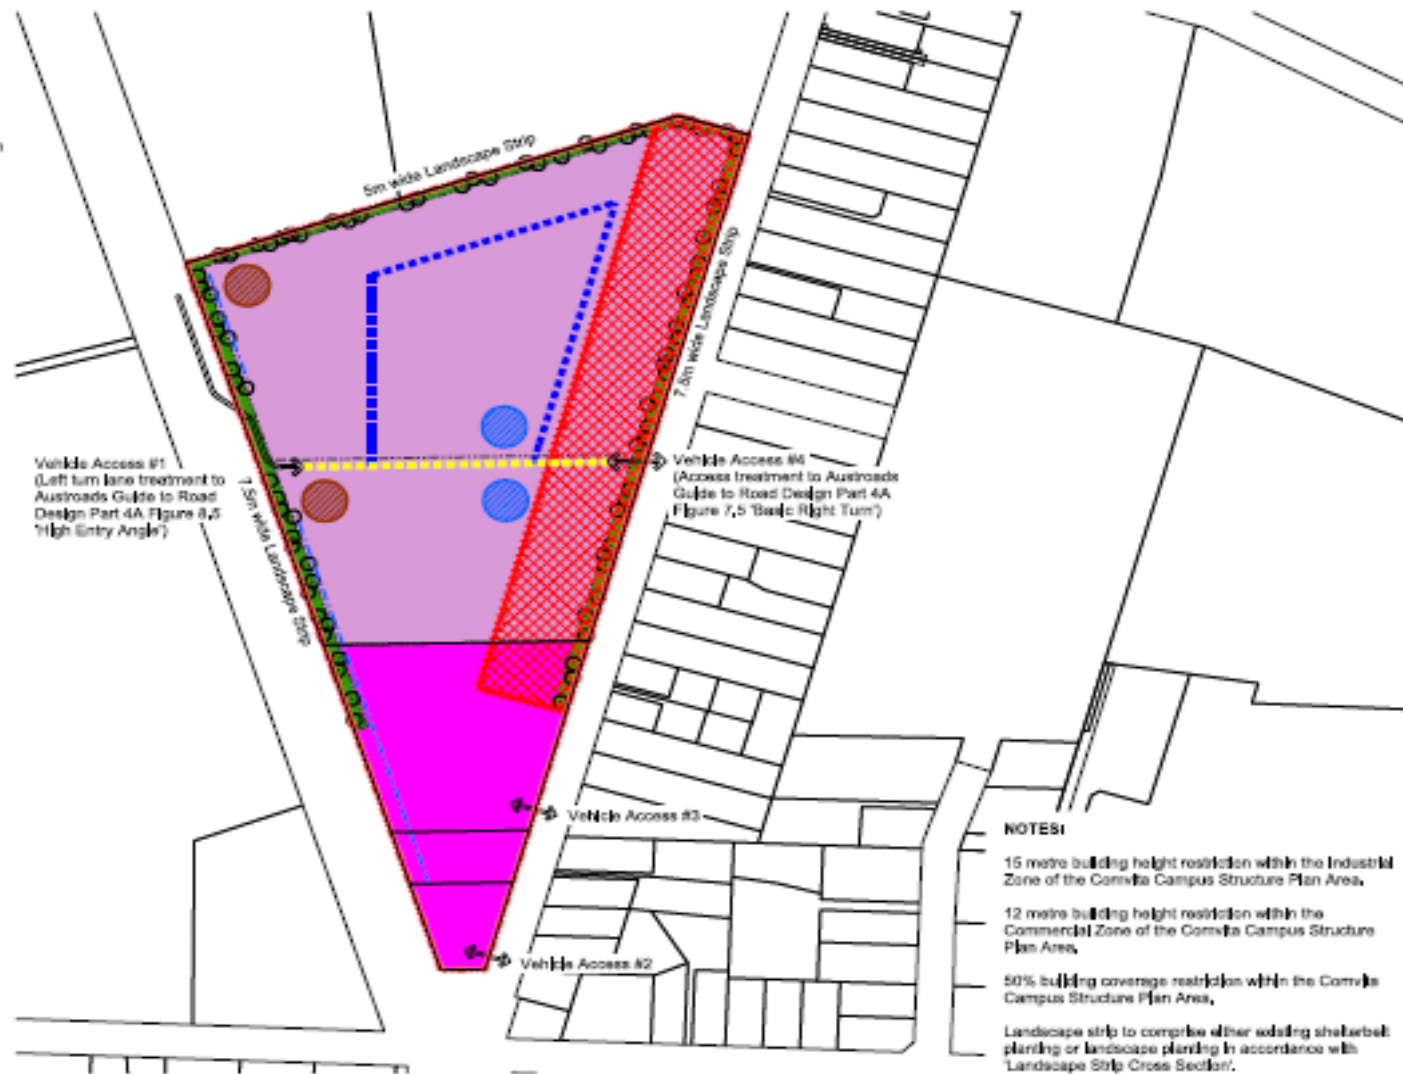 5m wide Landscape Strip
7.5m wide Landscape Strip
Vehicle Access #1
(Left turn lane treatment to
Austroads Guide to Road
Design Part 4A Figure 8.5
'High Entry Angle')
7.5m wide Landscape Strip
Vehicle Access #4
(Access treatment to Austroads
Guide to Road Design Part 4A
Figure 7.5 'Basic Right Turn')
Vehicle Access #3
Vehicle Access #2
NOTES:
15 metre building height restriction within the Industrial
Zone of the Comvita Campus Structure Plan Area.
12 metre building height restriction within the
Commercial Zone of the Comvita Campus Structure
Plan Area.
50% building coverage restriction within the Comvita
Campus Structure Plan Area.
Landscape strip to comprise either existing shelterbelt
planting or landscape planting in accordance with
'Landscape Strip Cross Section'.